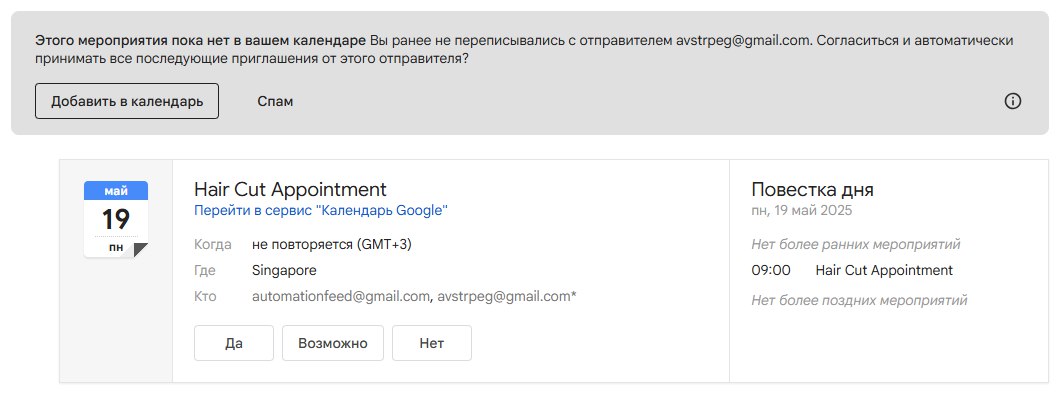 Этого мероприятия пока нет в вашем календаре Вы ранее не переписывались с отправителем avstrpeg@gmail.com. Согласиться и автоматически
принимать все последующие приглашения от этого отправителя?
Добавить в календарь
Спам
май
19
пн
Hair Cut Appointment
Перейти в сервис "Календарь Google"
Когда не повторяется (GMT+3)
Где Singapore
Кто automationfeed@gmail.com, avstrpeg@gmail.com*
Да
Возможно
Нет
Повестка дня
пн, 19 май 2025
Нет более ранних мероприятий
09:00 Hair Cut Appointment
Нет более поздних мероприятий